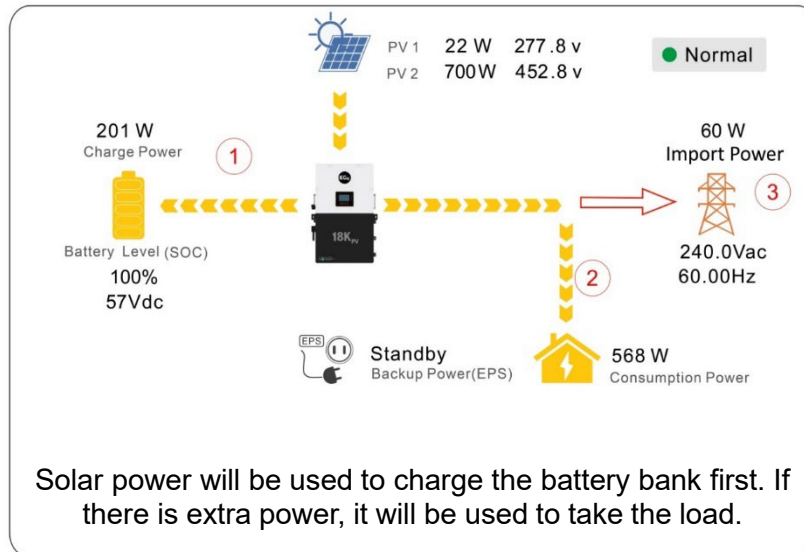 PV 1 22 W 277.8 v
PV 2 700W 452.8 v
Normal
201 W
Charge Power
1
60 W
Import Power
3
18K PV
Battery Level (SOC)
100%
57Vdc
240.0Vac
60.00Hz
2
EPS
Standby
Backup Power(EPS)
568 W
Consumption Power
Solar power will be used to charge the battery bank first. If
there is extra power, it will be used to take the load.